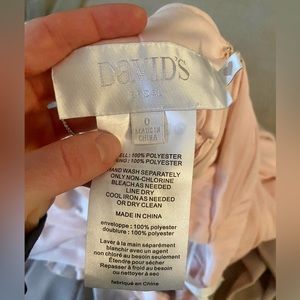 DAVID'S
BRIDAL
0
MADE IN
CHINA
SHELL: 100% POLYESTER
LINING: 100% POLYESTER
HAND WASH SEPARATELY
ONLY NON-CHLORINE
BLEACH AS NEEDED
LINE DRY
COOL IRON AS NEEDED
OR DRY CLEAN
MADE IN CHINA
enveloppe : 100% polyester
doublure : 100% polyester
Laver à la main séparément
blanchir avec un agent
non chloré au besoin seulement
Étendre pour sécher
Repasser à froid au besoin
ou nettoyer à sec
fabriqué en Chine